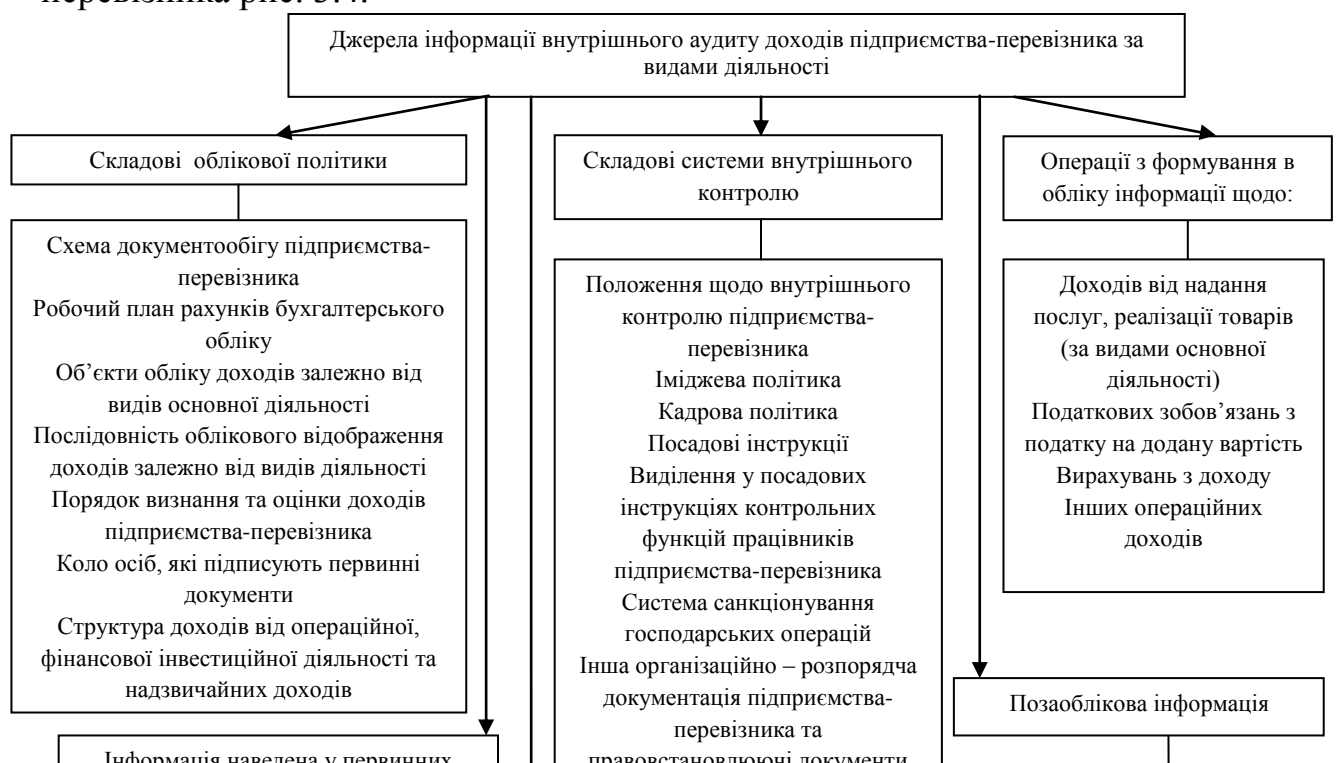 перевізника рис. 3.4.
Джерела інформації внутрішнього аудиту доходів підприємства-перевізника за
видами діяльності
Складові облікової політики
Схема документообігу підприємства-
перевізника
Робочий план рахунків бухгалтерського
обліку
Об’єкти обліку доходів залежно від
видів основної діяльності
Послідовність облікового відображення
доходів залежно від видів діяльності
Порядок визнання та оцінки доходів
підприємства-перевізника
Коло осіб, які підписують первинні
документи
Структура доходів від операційної,
фінансової інвестиційної діяльності та
надзвичайних доходів
Інформація наведена у первинних
Складові системи внутрішнього
контролю
Положення щодо внутрішнього
контролю підприємства-
перевізника
Іміджева політика
Кадрова політика
Посадові інструкції
Виділення у посадових
інструкціях контрольних
функцій працівників
підприємства-перевізника
Система санкціонування
господарських операцій
Інша організаційно – розпорядча
документація підприємства-
перевізника та
правовстановлюючі документи
Операції з формування в
обліку інформації щодо:
Доходів від надання
послуг, реалізації товарів
(за видами основної
діяльності)
Податкових зобов’язань з
податку на додану вартість
Вирахувань з доходу
Інших операційних
доходів
Позаоблікова інформація